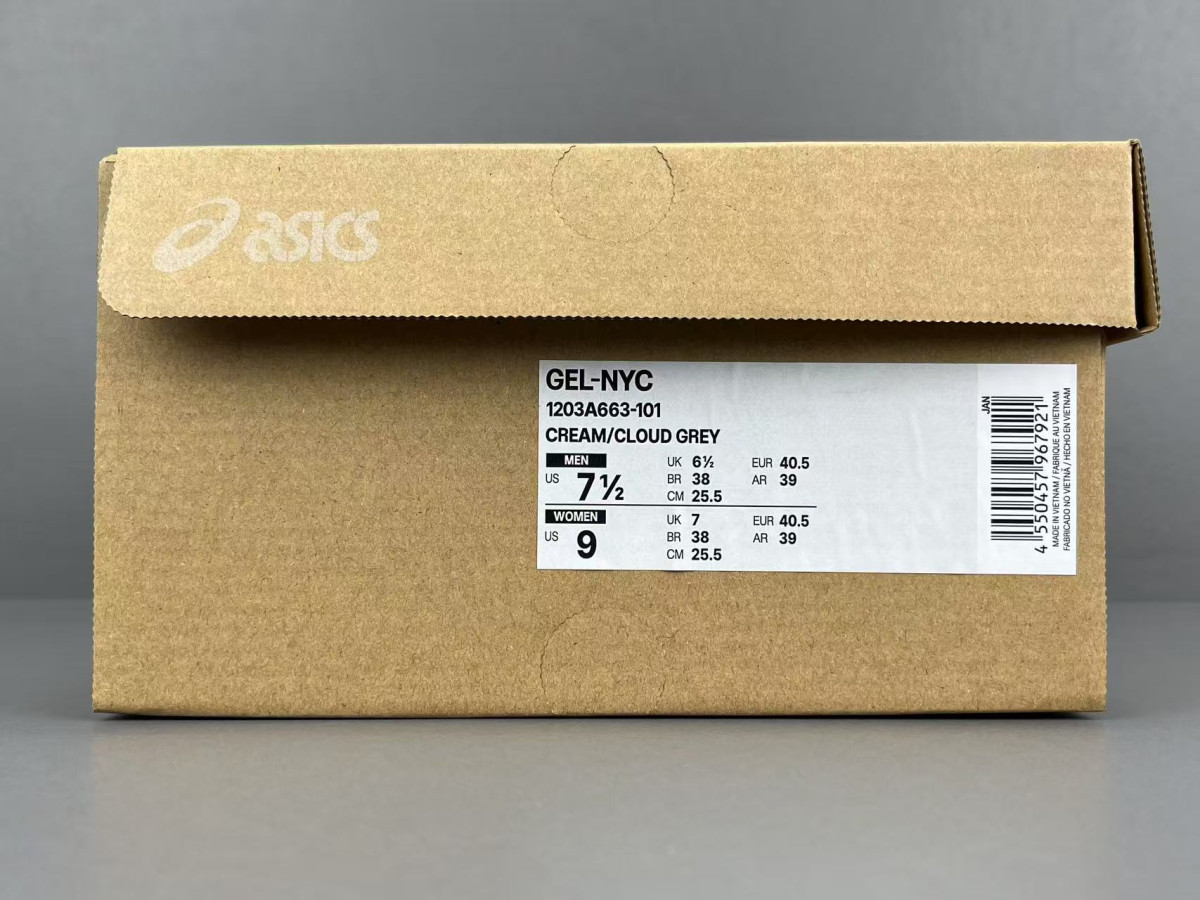 asics
GEL-NYC
1203A663-101
CREAM/CLOUD GREY
MEN
US 7½
UK 6½ EUR 40.5
BR 38 AR 39
CM 25.5
WOMEN
US 9
UK 7 EUR 40.5
BR 38 AR 39
CM 25.5
JAN
4 550457 967921
MADE IN VIETNAM / FABRIQUE AU VIETNAM
FABRICADO NO VIETNÃ / HECHO EN VIETNAM